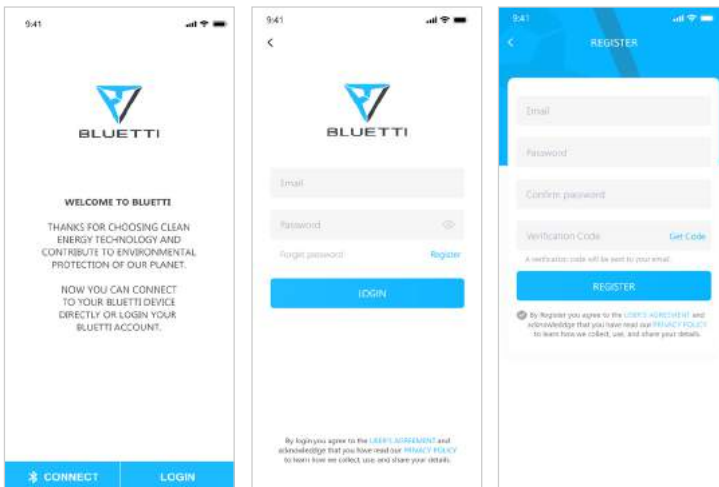 9:41
BLUETTI
WELCOME TO BLUETTI
THANKS FOR CHOOSING CLEAN
ENERGY TECHNOLOGY AND
CONTRIBUTE TO ENVIRONMENTAL
PROTECTION OF OUR PLANET.
NOW YOU CAN CONNECT
TO YOUR BLUETTI DEVICE
DIRECTLY OR LOGIN YOUR
BLUETTI ACCOUNT.
CONNECT
LOGIN
9:41
BLUETTI
Email
Password
Forget password
Register
LOGIN
By login you agree to the USER'S AGREEMENT and
acknowleddge that you have read our PRIVACY POLICY
to learn how we collect, use, and share your details.
9:41
REGISTER
Email
Password
Confirm password
Verification Code
Get Code
A verification code will be sent to your email.
REGISTER
By Register you agree to the USER'S AGREEMENT and
acknowleddge that you have read our PRIVACY POLICY
to learn how we collect, use, and share your details.